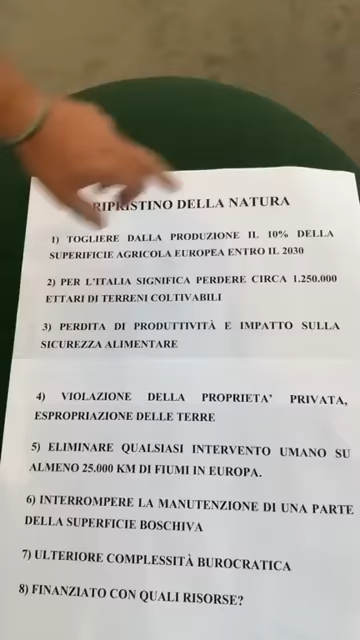 RIPRISTINO DELLA NATURA
1) TOGLIERE DALLA PRODUZIONE IL 10% DELLA
SUPERIFICIE AGRICOLA EUROPEA ENTRO IL 2030
2) PER L'ITALIA SIGNIFICA PERDERE CIRCA 1.250.000
ETTARI DI TERRENI COLTIVABILI
3) PERDITA DI PRODUTTIVITÀ E IMPATTO SULLA
SICUREZZA ALIMENTARE
4) VIOLAZIONE DELLA PROPRIETA' PRIVATA,
ESPROPRIAZIONE DELLE TERRE
5) ELIMINARE QUALSIASI INTERVENTO UMANO SU
ALMENO 25.000 KM DI FIUMI IN EUROPA.
6) INTERROMPERE LA MANUTENZIONE DI UNA PARTE
DELLA SUPERFICIE BOSCHIVA
7) ULTERIORE COMPLESSITÀ BUROCRATICA
8) FINANZIATO CON QUALI RISORSE?